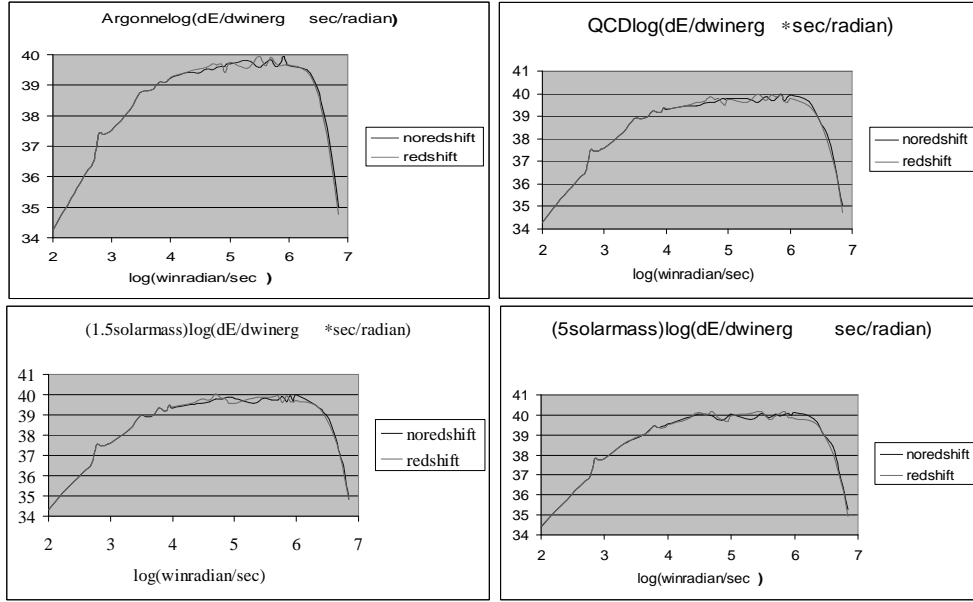 Argonnelog(dE/dwinerg sec/radian)
40
39
38
37
36
35
34
2 3 4 5 6 7
log(winradian/sec )
noredshift
redshift
QCDlog(dE/dwinerg *sec/radian)
41
40
39
38
37
36
35
34
2 3 4 5 6 7
log(winradian/sec)
noredshift
redshift
(1.5solarmass)log(dE/dwinerg *sec/radian)
41
40
39
38
37
36
35
34
2 3 4 5 6 7
log(winradian/sec)
noredshift
redshift
(5solarmass)log(dE/dwinerg sec/radian)
41
40
39
38
37
36
35
34
2 3 4 5 6 7
log(winradian/sec )
noredshift
redshift